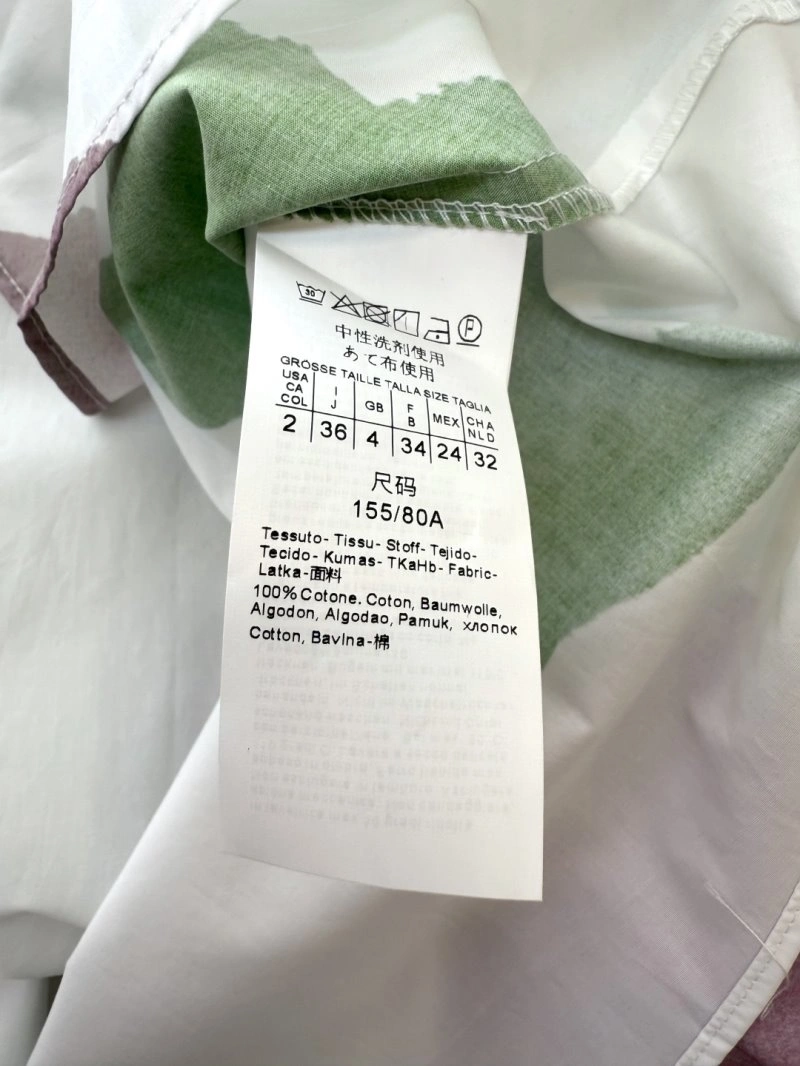 30
P
中性洗剤使用
あて布使用
GRÖSSE TAILLE TALLA SIZE TAGLIA
USA CA COL I J GB F B MEX CHA NLD
2 36 4 34 24 32
尺码
155/80A
Tessuto- Tissu- Stoff- Tejido-
Tecido- Kumas- TKaHb- Fabric-
Latka-面料
100% Cotone. Coton, Baumwolle,
Algodon, Algodao, Pamuk, хлопок
Cotton, Bavlna-棉